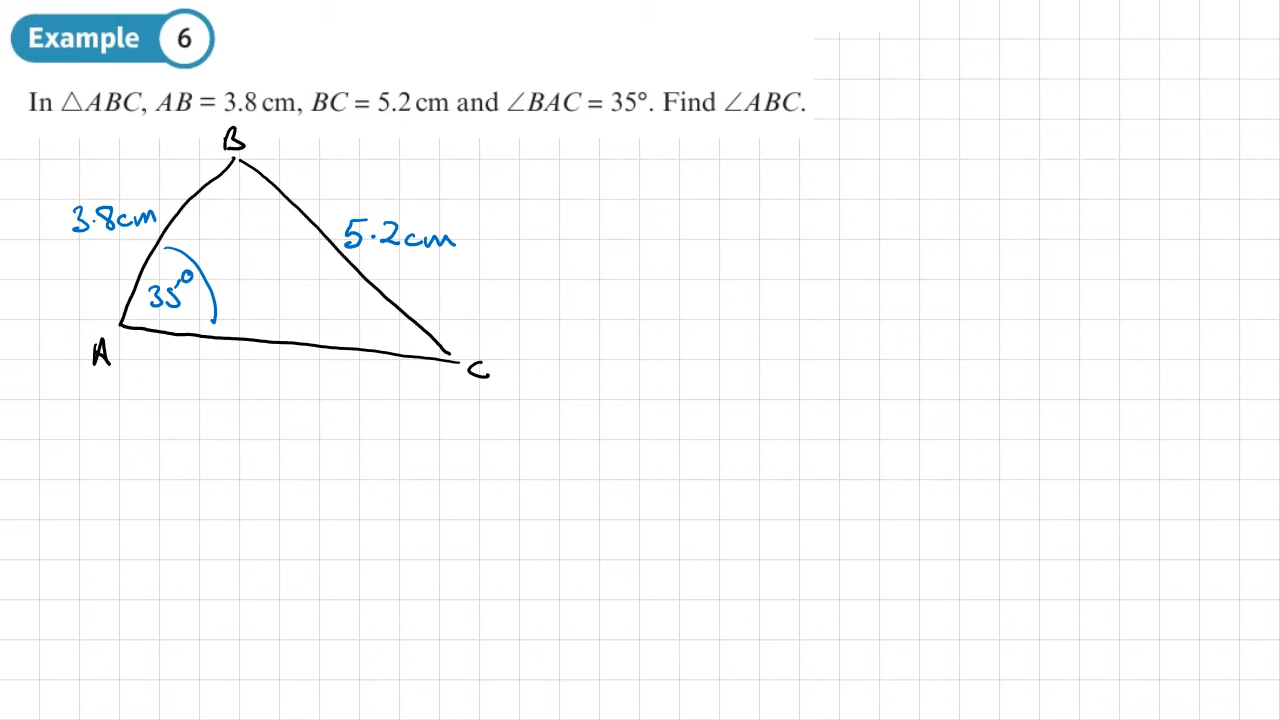 Example 6
In △ABC, AB = 3.8 cm, BC = 5.2 cm and ∠BAC = 35°. Find ∠ABC.
B
3.8cm
5.2cm
35°
A
C